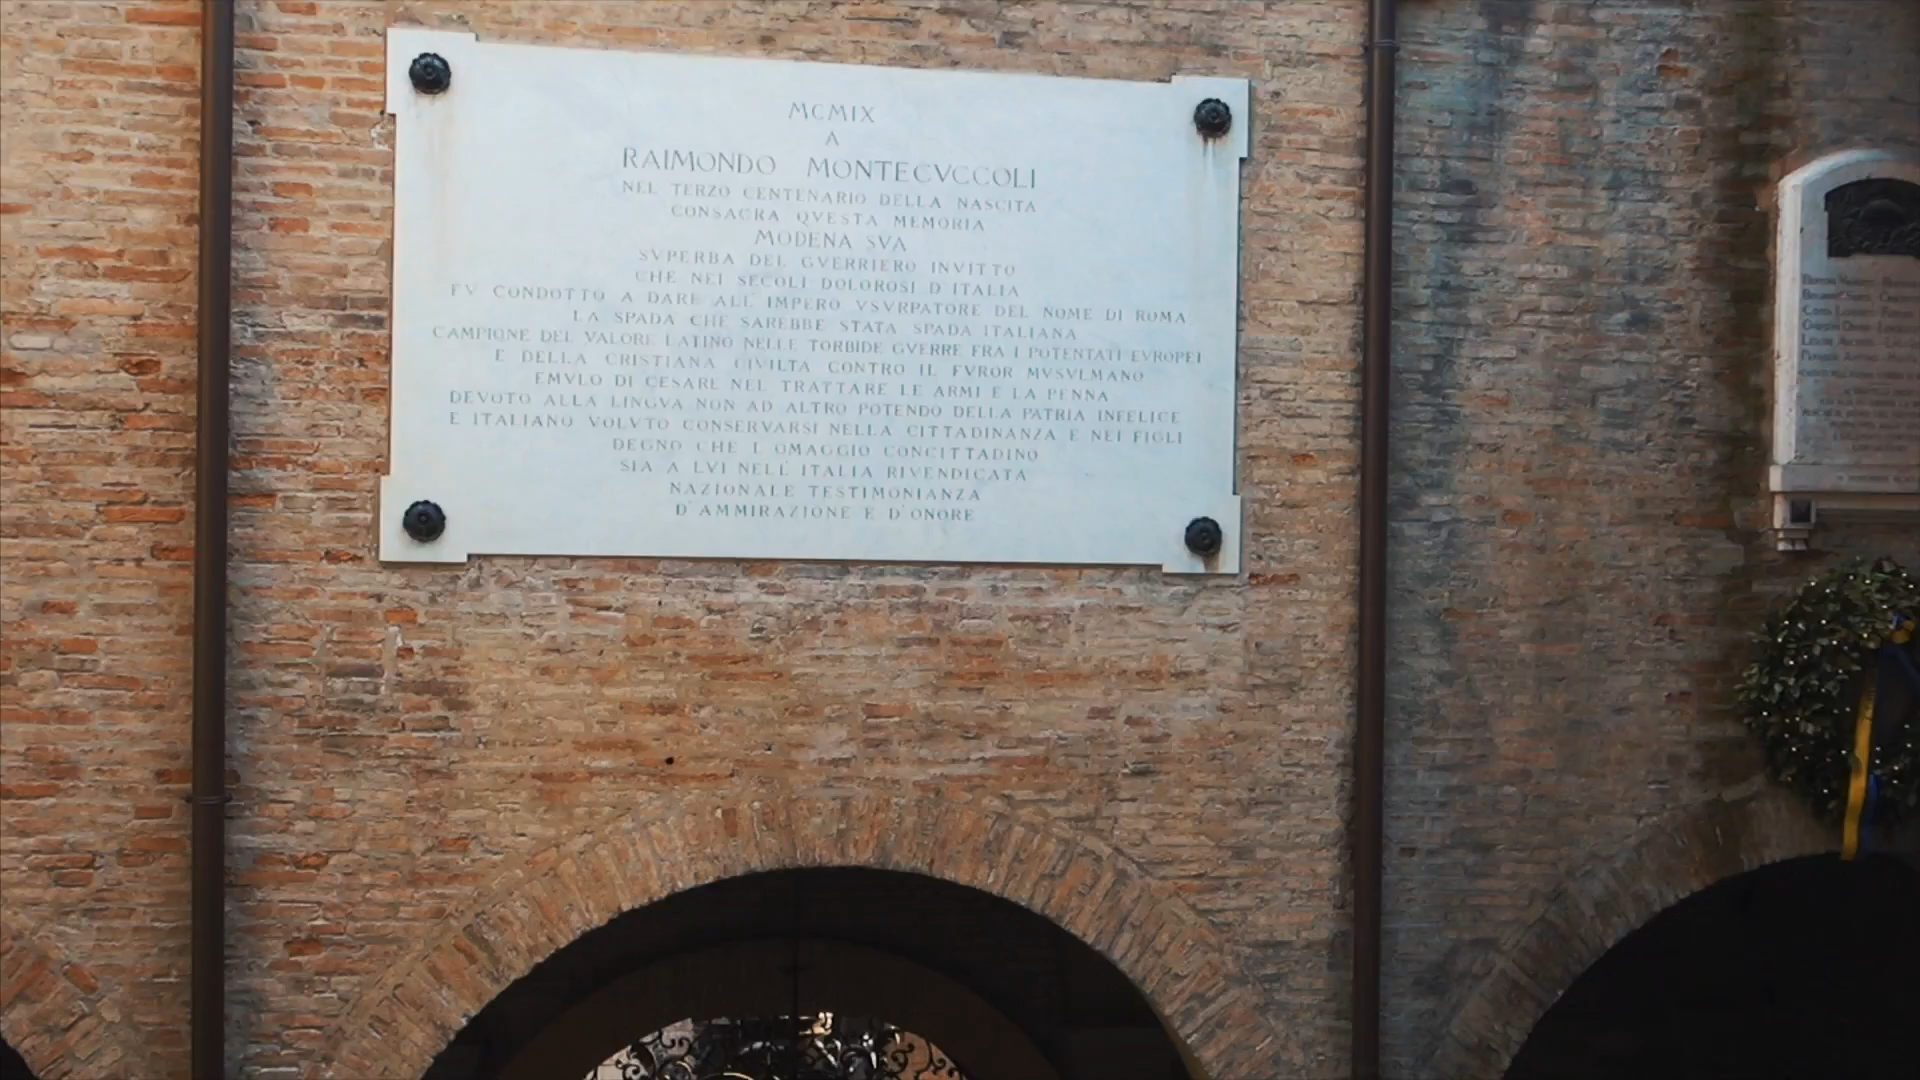 MCMIX
A
RAIMONDO MONTECVCCOLI
NEL TERZO CENTENARIO DELLA NASCITA
CONSACRA QVESTA MEMORIA
MODENA SVA
SVPERBA DEL GVERRIERO INVITTO
CHE NEI SECOLI DOLOROSI D'ITALIA
FV CONDOTTO A DARE ALL'IMPERO VSVRPATORE DEL NOME DI ROMA
LA SPADA CHE SAREBBE STATA SPADA ITALIANA
CAMPIONE DEL VALORE LATINO NELLE TORBIDE GVERRE FRA I POTENTATI EVROPEI
E DELLA CRISTIANA CIVILTA CONTRO IL FVROR MVSVLMANO
EMVLO DI CESARE NEL TRATTARE LE ARMI E LA PENNA
DEVOTO ALLA LINGVA NON AD ALTRO POTENDO DELLA PATRIA INFELICE
E ITALIANO VOLVTO CONSERVARSI NELLA CITTADINANZA E NEI FIGLI
DEGNO CHE L OMAGGIO CONCITTADINO
SIA A LVI NELL'ITALIA RIVENDICATA
NAZIONALE TESTIMONIANZA
D'AMMIRAZIONE E D'ONORE